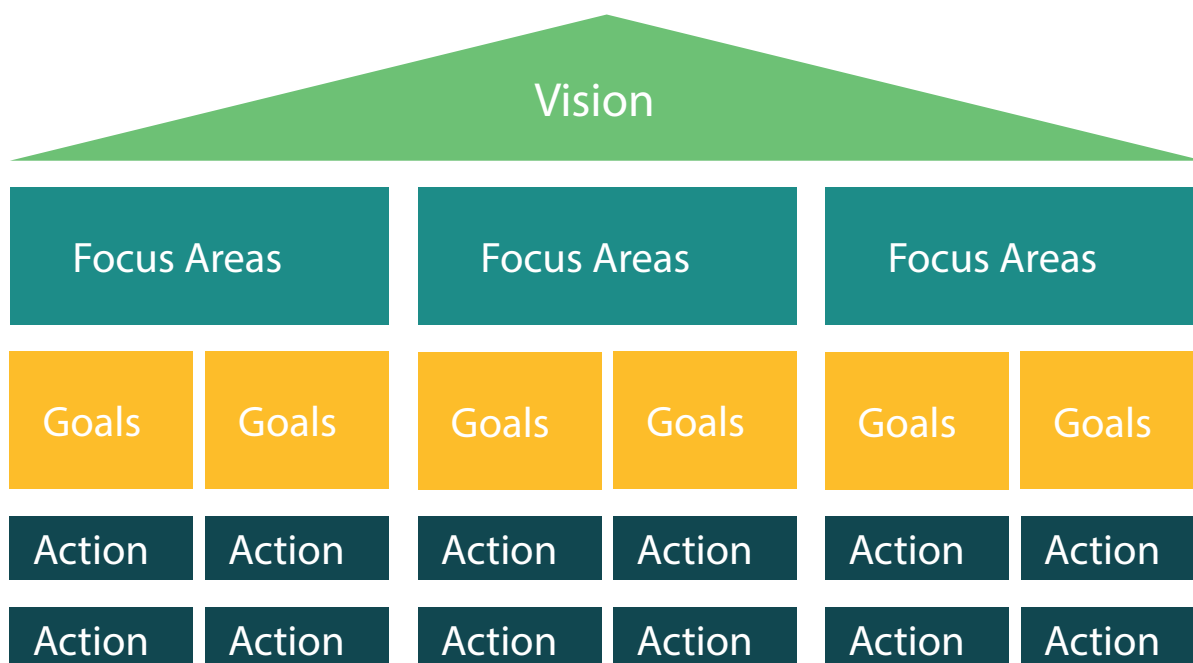 Vision
Focus Areas Focus Areas Focus Areas
Goals Goals Goals Goals Goals Goals
Action Action Action Action Action Action
Action Action Action Action Action Action